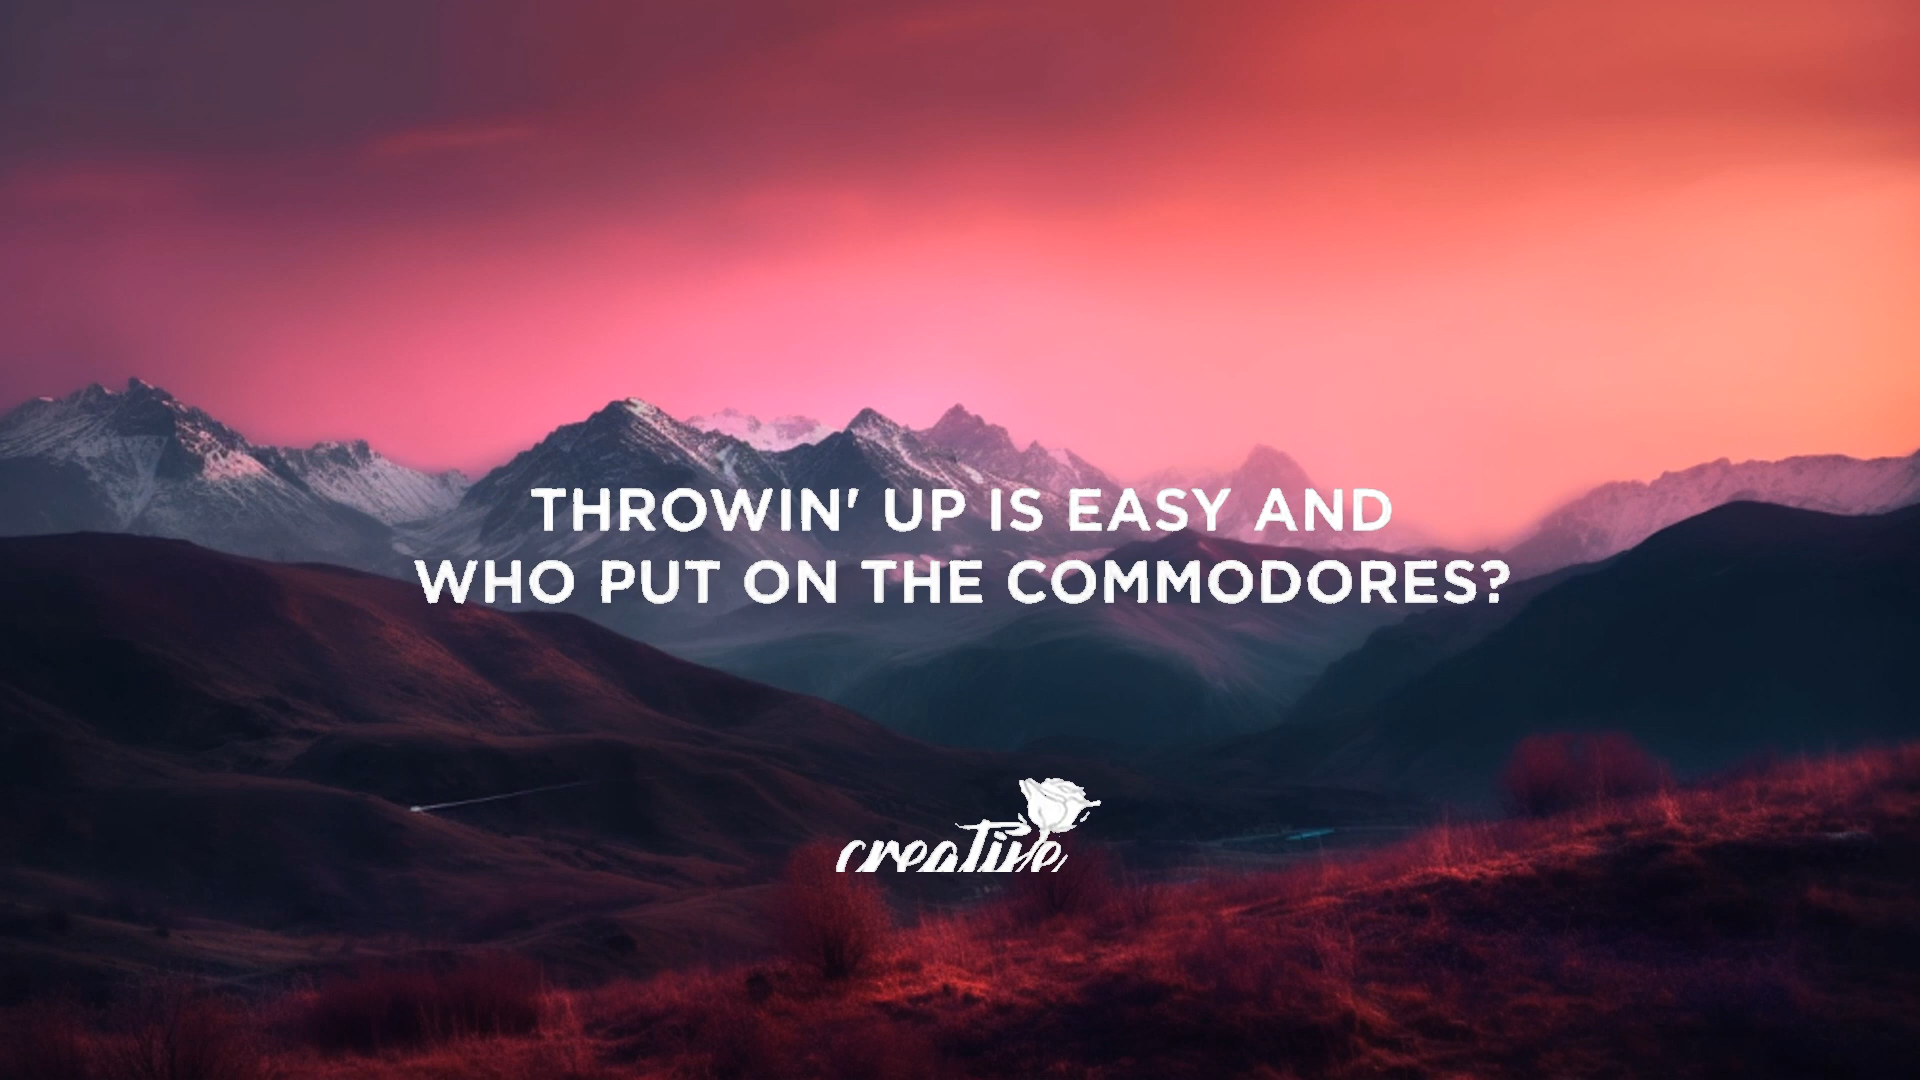 THROWIN' UP IS EASY AND
WHO PUT ON THE COMMODORES?
creative